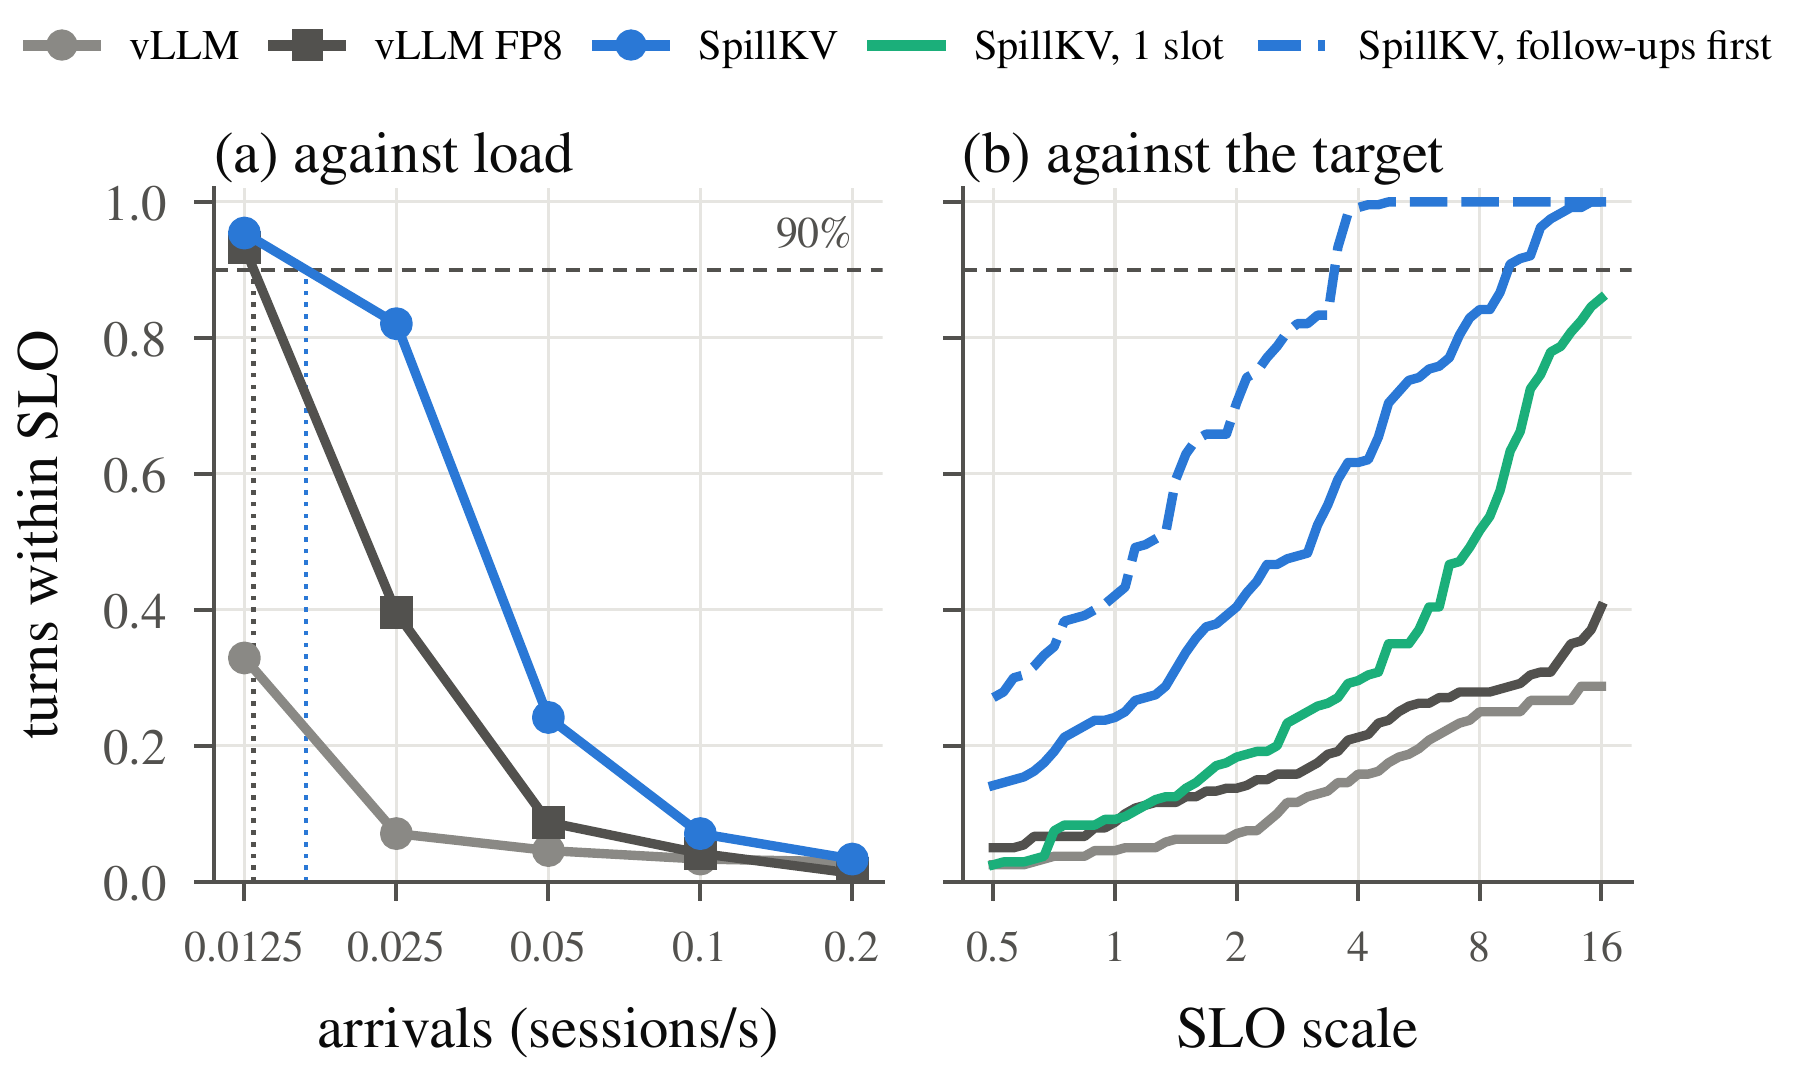 vLLM vLLM FP8 SpillKV SpillKV, 1 slot SpillKV, follow-ups first
(a) against load
(b) against the target
turns within SLO
1.0
0.8
0.6
0.4
0.2
0.0
90%
0.0125 0.025 0.05 0.1 0.2
arrivals (sessions/s)
0.5 1 2 4 8 16
SLO scale